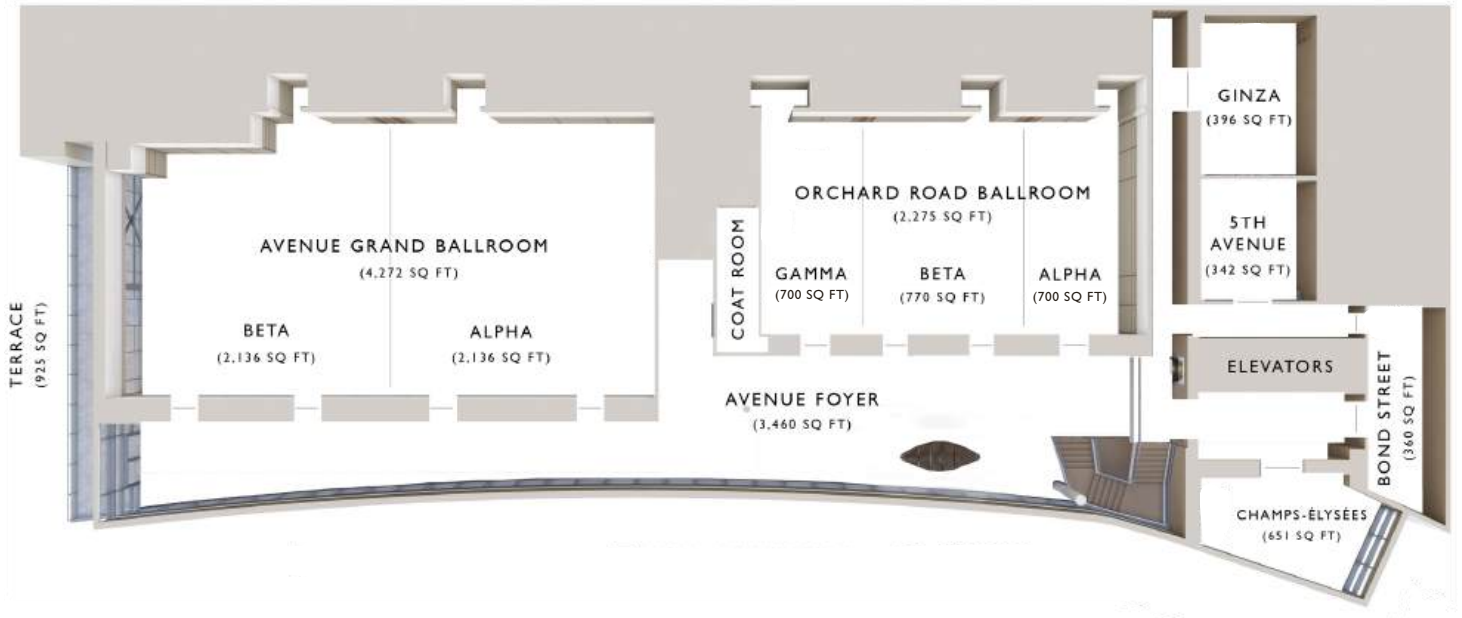 GINZA
(396 SQ FT)
ORCHARD ROAD BALLROOM
(2,275 SQ FT)
5TH
AVENUE
(342 SQ FT)
AVENUE GRAND BALLROOM
(4,272 SQ FT)
COAT ROOM
GAMMA
(700 SQ FT)
BETA
(770 SQ FT)
ALPHA
(700 SQ FT)
TERRACE
(925 SQ FT)
BETA
(2,136 SQ FT)
ALPHA
(2,136 SQ FT)
ELEVATORS
AVENUE FOYER
(3,460 SQ FT)
BOND STREET
(360 SQ FT)
CHAMPS-ÉLYSÉES
(651 SQ FT)